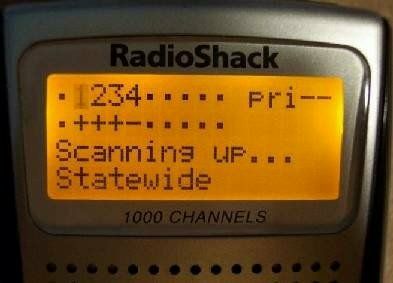 RadioShack
·1234····· pri--
·+++-·····
Scanning up...
Statewide
1000 CHANNELS